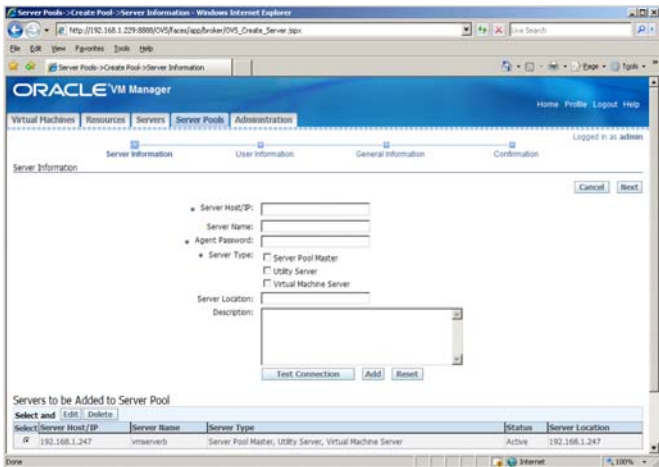 Server Pools->Create Pool->Server Information - Windows Internet Explorer
http://192.168.1.229:8888/OVS/faces/app/broker/OVS_Create_Server.jspx
Live Search
File Edit View Favorites Tools Help
Server Pools->Create Pool->Server Information
Page Tools
ORACLE VM Manager
Home Profile Logout Help
Virtual Machines Resources Servers Server Pools Administration
Logged in as admin
Server Information User Information General Information Confirmation
Server Information
Cancel Next
* Server Host/IP:
Server Name:
* Agent Password:
* Server Type: Server Pool Master
Utility Server
Virtual Machine Server
Server Location:
Description:
Test Connection Add Reset
Servers to be Added to Server Pool
Select and Edit Delete
Select Server Host/IP Server Name Server Type Status Server Location
192.168.1.247 vmserverb Server Pool Master, Utility Server, Virtual Machine Server Active 192.168.1.247
Done Internet 100%